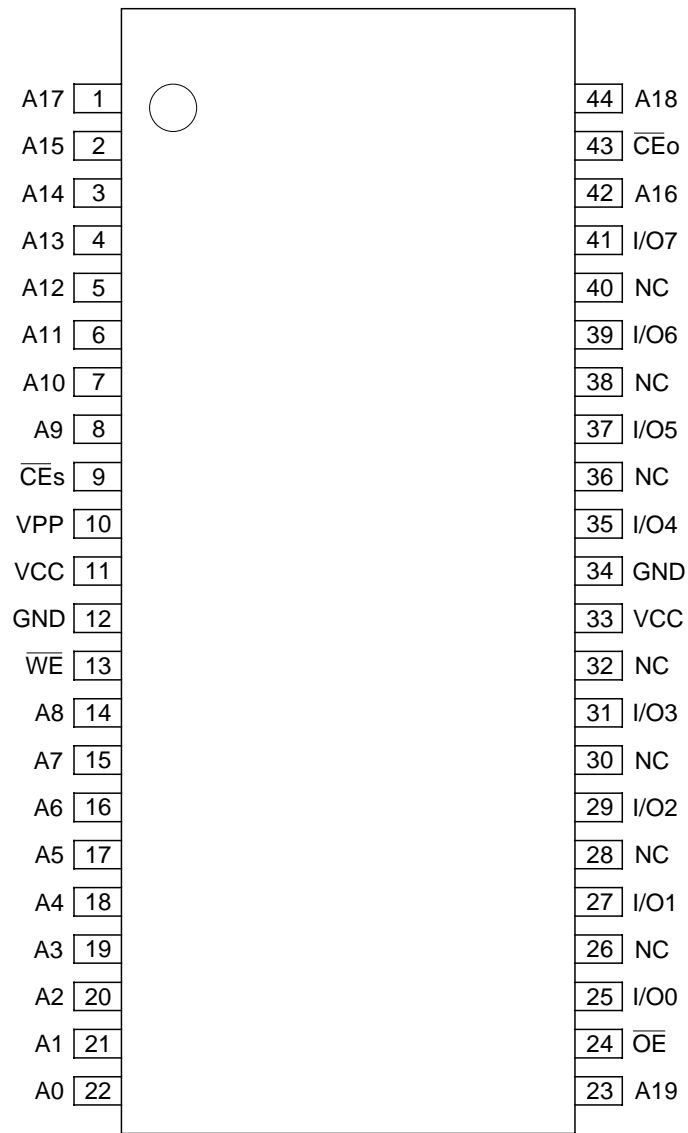 A17 1 44 A18
A15 2 43 C̅E̅o
A14 3 42 A16
A13 4 41 I/O7
A12 5 40 NC
A11 6 39 I/O6
A10 7 38 NC
A9 8 37 I/O5
C̅E̅s 9 36 NC
VPP 10 35 I/O4
VCC 11 34 GND
GND 12 33 VCC
W̅E̅ 13 32 NC
A8 14 31 I/O3
A7 15 30 NC
A6 16 29 I/O2
A5 17 28 NC
A4 18 27 I/O1
A3 19 26 NC
A2 20 25 I/O0
A1 21 24 O̅E̅
A0 22 23 A19